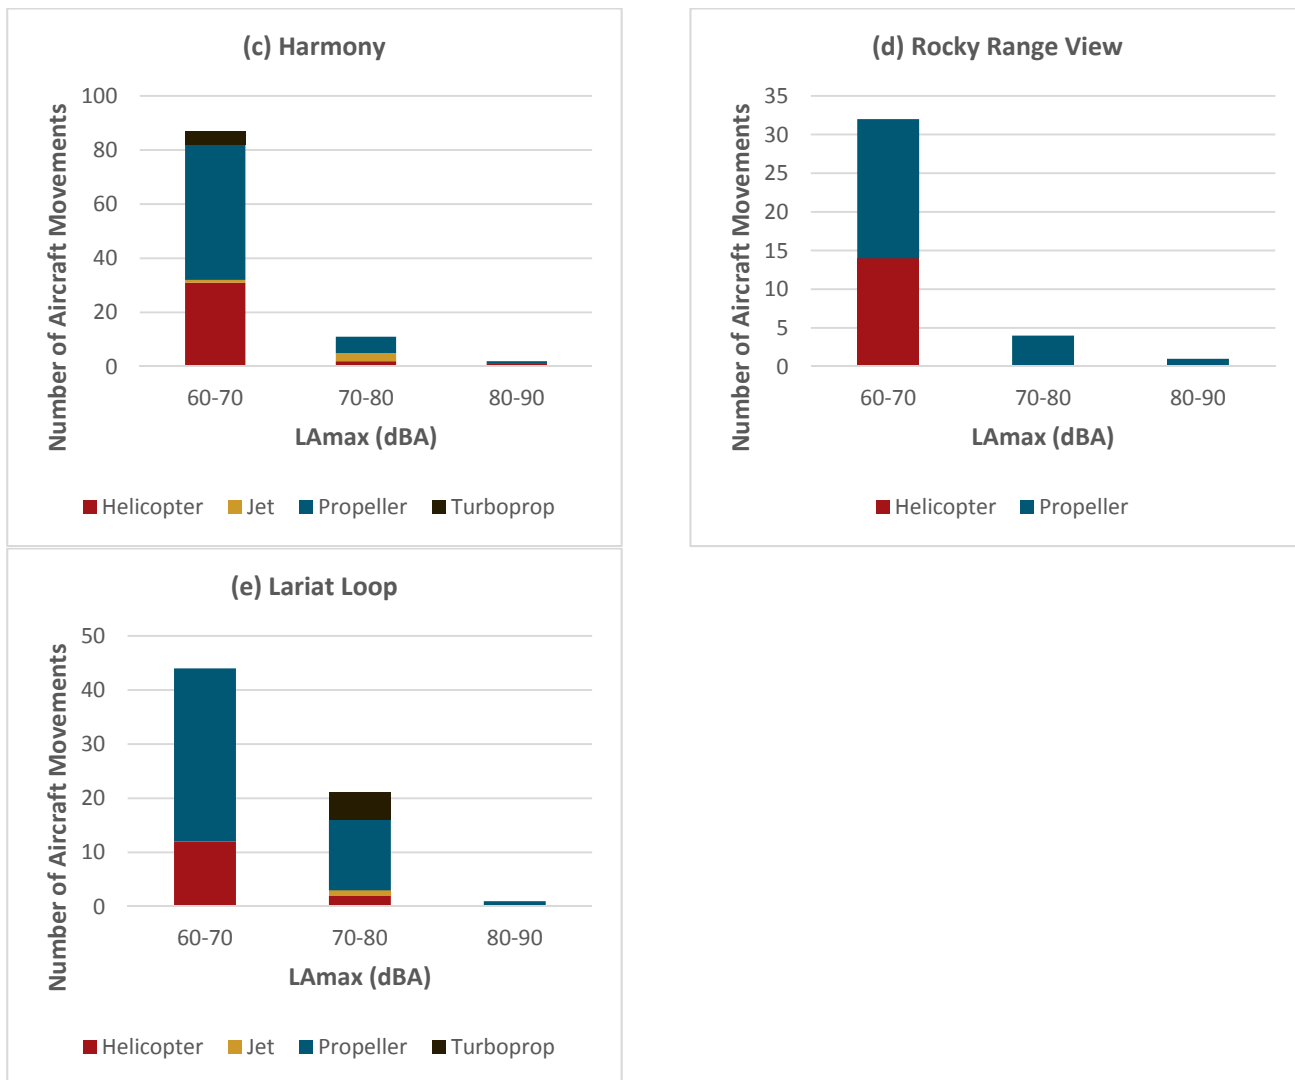 (c) Harmony
Number of Aircraft Movements
100
80
60
40
20
0
60-70 70-80 80-90
LAmax (dBA)
Helicopter Jet Propeller Turboprop
(d) Rocky Range View
Number of Aircraft Movements
35
30
25
20
15
10
5
0
60-70 70-80 80-90
LAmax (dBA)
Helicopter Propeller
(e) Lariat Loop
Number of Aircraft Movements
50
40
30
20
10
0
60-70 70-80 80-90
LAmax (dBA)
Helicopter Jet Propeller Turboprop